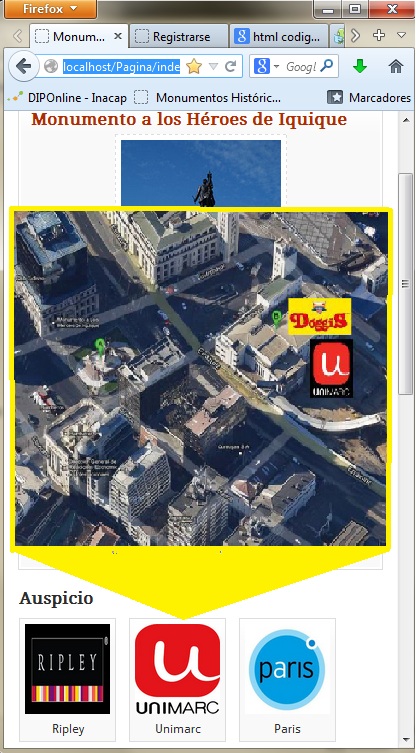 Firefox
Monum...
Registrarse
html codig...
localhost/Pagina/inde
Googl
DIPOnline - Inacap
Monumentos Históric...
Marcadores
Monumento a los Héroes de Iquique
Doggis
UNIMARC
Auspicio
RIPLEY
UNIMARC
paris
Ripley
Unimarc
Paris